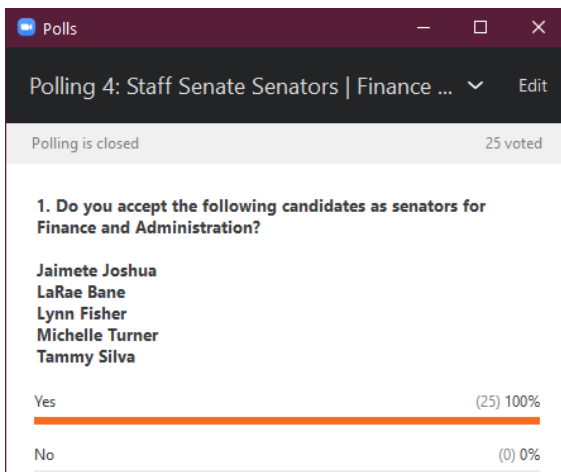 Polls
Polling 4: Staff Senate Senators | Finance ... Edit
Polling is closed 25 voted
1. Do you accept the following candidates as senators for
Finance and Administration?
Jaimete Joshua
LaRae Bane
Lynn Fisher
Michelle Turner
Tammy Silva
Yes (25) 100%
No (0) 0%